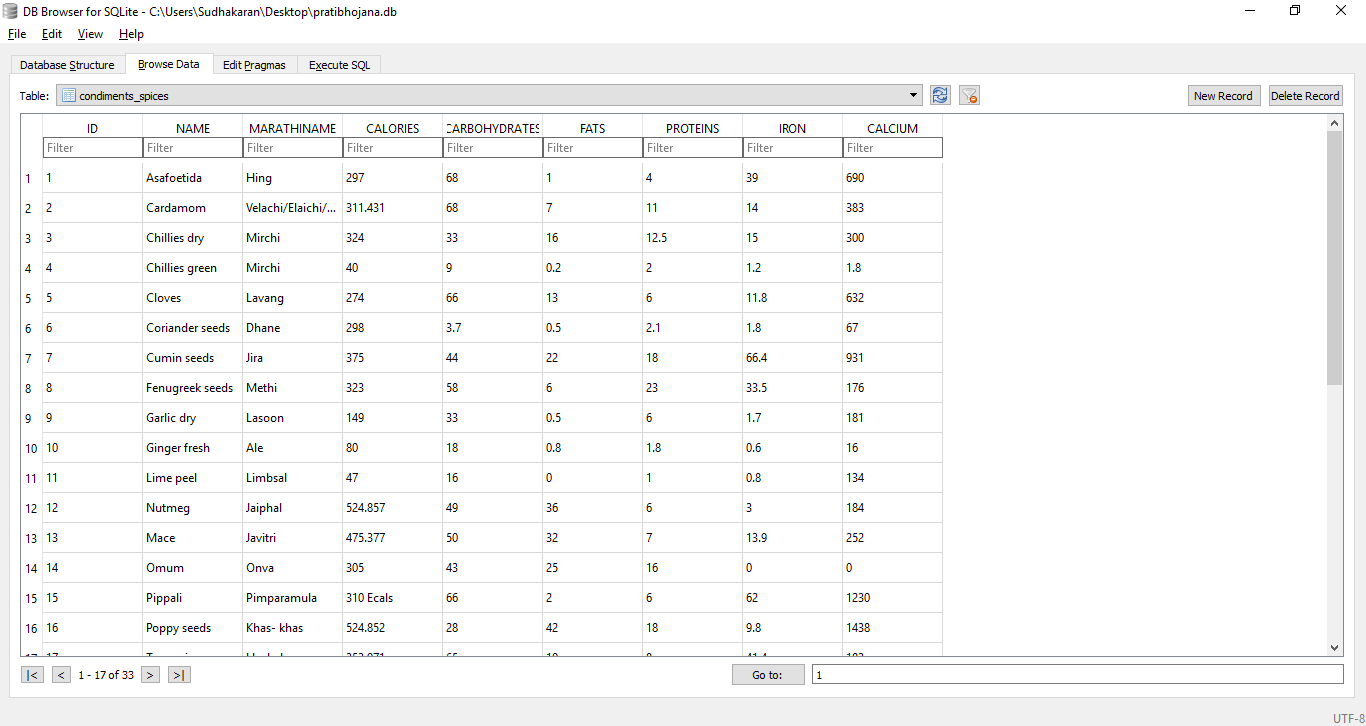 DB Browser for SQLite - C:\Users\Sudhakaran\Desktop\pratibhojana.db
File Edit View Help
Database Structure Browse Data Edit Pragmas Execute SQL
Table: condiments_spices New Record Delete Record
ID NAME MARATHINAME CALORIES CARBOHYDRATES FATS PROTEINS IRON CALCIUM
Filter Filter Filter Filter Filter Filter Filter Filter Filter
1 1 Asafoetida Hing 297 68 1 4 39 690
2 2 Cardamom Velachi/Elaichi/... 311.431 68 7 11 14 383
3 3 Chillies dry Mirchi 324 33 16 12.5 15 300
4 4 Chillies green Mirchi 40 9 0.2 2 1.2 1.8
5 5 Cloves Lavang 274 66 13 6 11.8 632
6 6 Coriander seeds Dhane 298 3.7 0.5 2.1 1.8 67
7 7 Cumin seeds Jira 375 44 22 18 66.4 931
8 8 Fenugreek seeds Methi 323 58 6 23 33.5 176
9 9 Garlic dry Lasoon 149 33 0.5 6 1.7 181
10 10 Ginger fresh Ale 80 18 0.8 1.8 0.6 16
11 11 Lime peel Limbsal 47 16 0 1 0.8 134
12 12 Nutmeg Jaiphal 524.857 49 36 6 3 184
13 13 Mace Javitri 475.377 50 32 7 13.9 252
14 14 Omum Onva 305 43 25 16 0 0
15 15 Pippali Pimparamula 310 Ecals 66 2 6 62 1230
16 16 Poppy seeds Khas- khas 524.852 28 42 18 9.8 1438
|< < 1 - 17 of 33 > >| Go to: 1
UTF-8